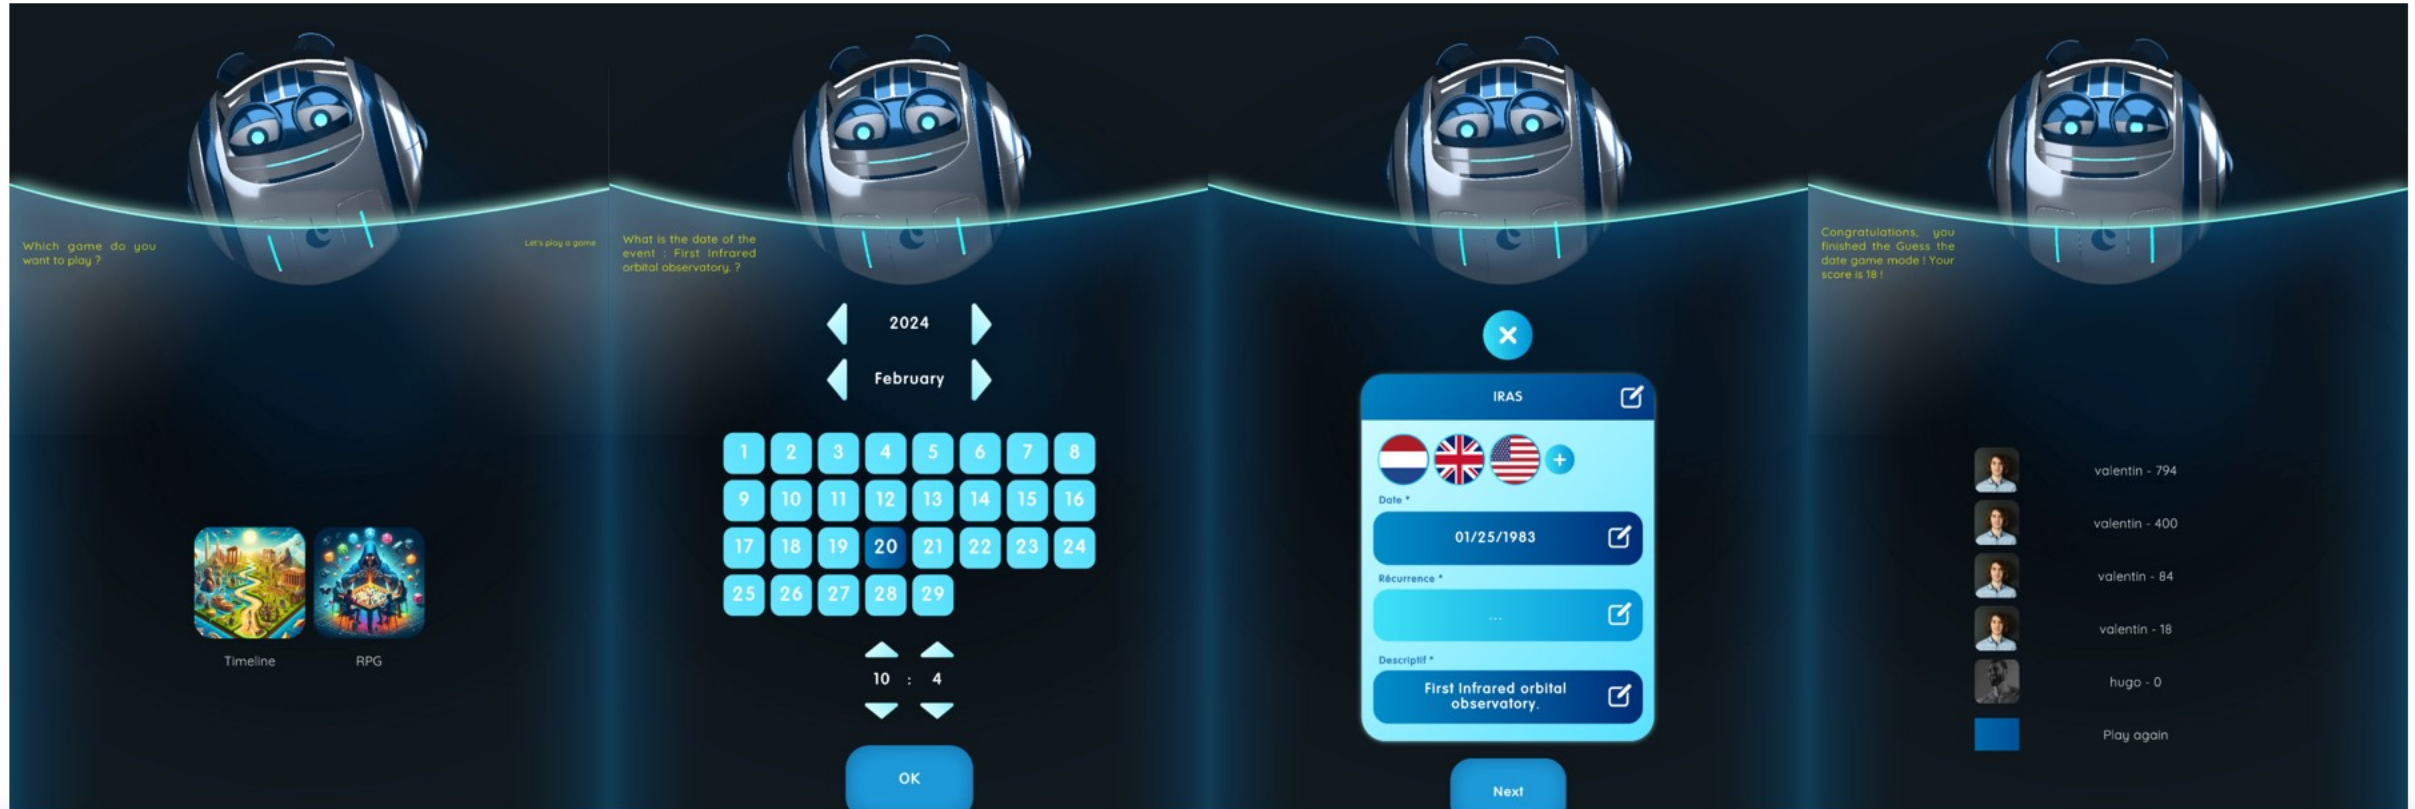 Which game do you
want to play ?
Let's play a game
Timeline
RPG
What is the date of the
event : First Infrared
orbital observatory. ?
2024
February
1 2 3 4 5 6 7 8
9 10 11 12 13 14 15 16
17 18 19 20 21 22 23 24
25 26 27 28 29
10 : 4
OK
IRAS
Date *
01/25/1983
Récurrence *
...
Descriptif *
First Infrared orbital
observatory.
Next
Congratulations, you
finished the Guess the
date game mode ! Your
score is 18 !
valentin - 794
valentin - 400
valentin - 84
valentin - 18
hugo - 0
Play again